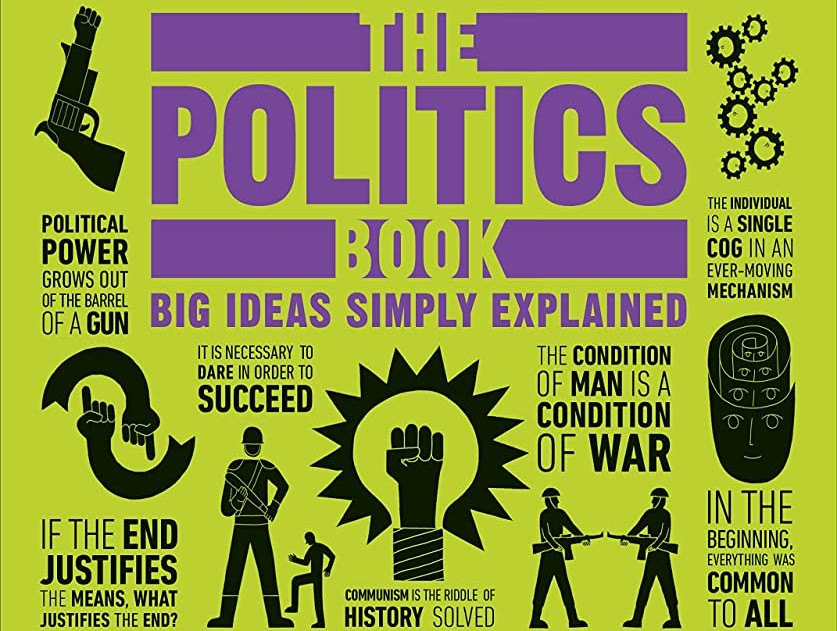 THE
POLITICS
BOOK
BIG IDEAS SIMPLY EXPLAINED
POLITICAL
POWER
GROWS OUT
OF THE BARREL
OF A GUN
THE INDIVIDUAL
IS A SINGLE
COG IN AN
EVER-MOVING
MECHANISM
IT IS NECESSARY TO
DARE IN ORDER TO
SUCCEED
THE CONDITION
OF MAN IS A
CONDITION
OF WAR
IF THE END
JUSTIFIES
THE MEANS, WHAT
JUSTIFIES THE END?
COMMUNISM IS THE RIDDLE OF
HISTORY SOLVED
IN THE
BEGINNING,
EVERYTHING WAS
COMMON
TO ALL